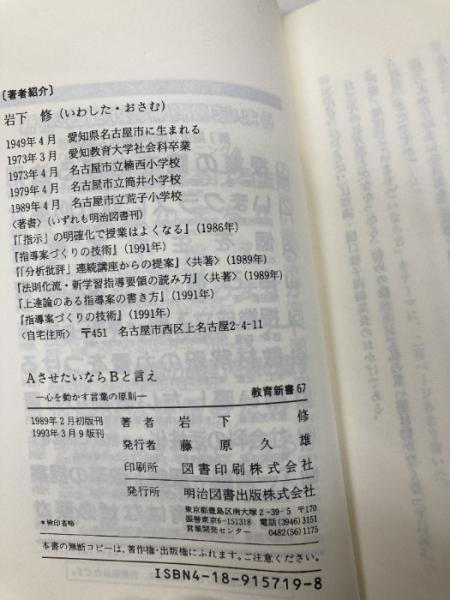 〔著者紹介〕
岩下 修（いわした・おさむ）
1949年4月 愛知県名古屋市に生まれる
1973年3月 愛知教育大学社会科卒業
1973年4月 名古屋市立楠西小学校
1979年4月 名古屋市立筒井小学校
1989年4月 名古屋市立荒子小学校
〈著書〉（いずれも明治図書刊）
『「指示」の明確化で授業はよくなる』（1986年）
『指導案づくりの技術』（1991年）
『「分析批評」連続講座からの提案』〈共著〉（1989年）
『法則化流・新学習指導要領の読み方』〈共著〉（1989年）
『上達論のある指導案の書き方』（1991年）
『指導案づくりの技術』（1991年）
〈自宅住所〉 〒451 名古屋市西区上名古屋2-4-11
AさせたいならBと言え
―心を動かす言葉の原則―
教育新書67
1989年2月初版刊
1993年3月9版刊
著者 岩下 修
発行者 藤原久雄
印刷所 図書印刷株式会社
発行所 明治図書出版株式会社
東京都豊島区南大塚2-39-5 〒170
振替東京6-151318 電話(3946)3151
営業開発センター 0482(56)1175
＊検印省略
本書の無断コピーは、著作権・出版権にふれます。ご注意ください。
ISBN4-18-915719-8